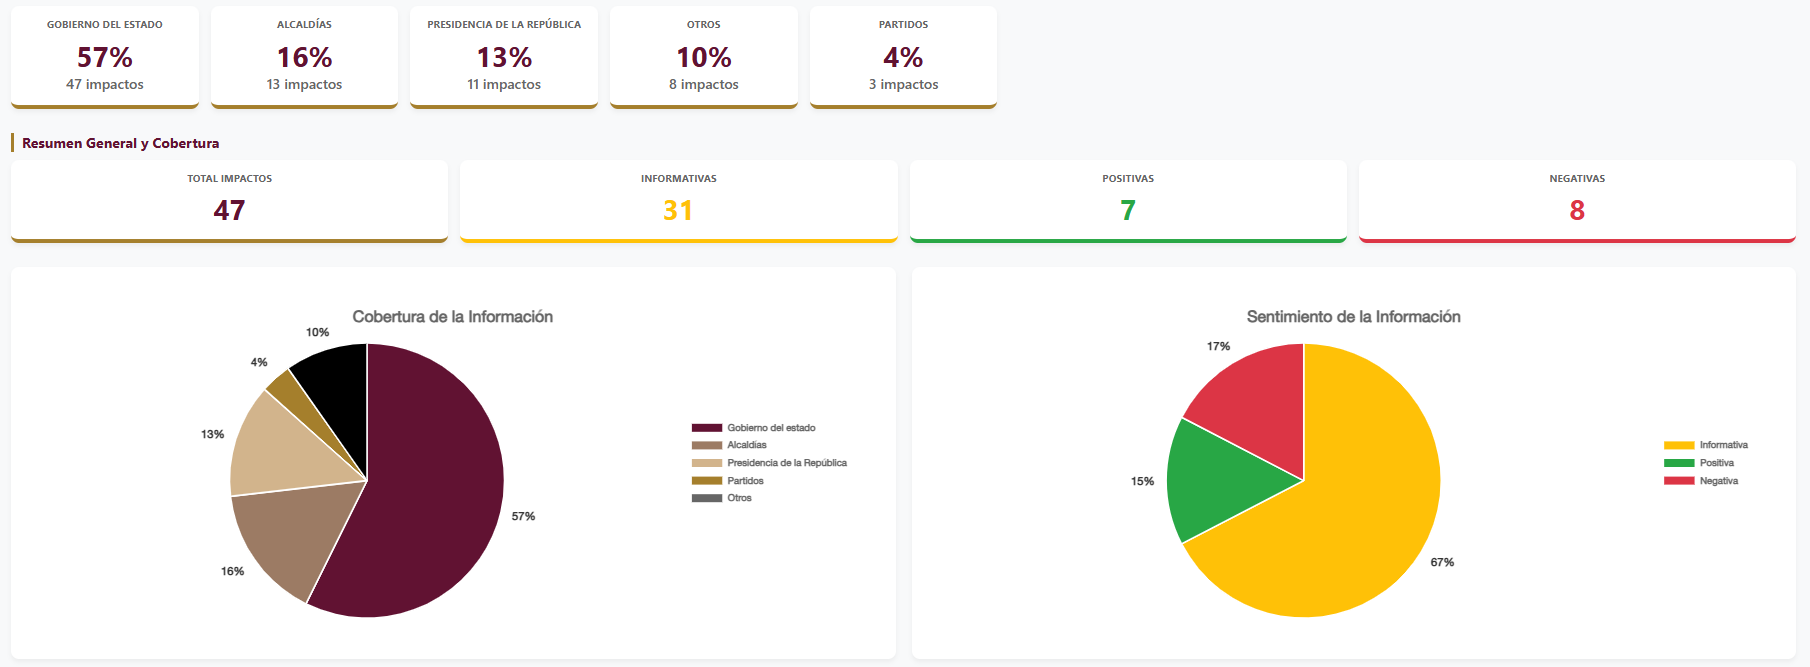 GOBIERNO DEL ESTADO
57%
47 impactos
ALCALDÍAS
16%
13 impactos
PRESIDENCIA DE LA REPÚBLICA
13%
11 impactos
OTROS
10%
8 impactos
PARTIDOS
4%
3 impactos
Resumen General y Cobertura
TOTAL IMPACTOS
47
INFORMATIVAS
31
POSITIVAS
7
NEGATIVAS
8
Cobertura de la Información
10%
4%
13%
16%
57%
Gobierno del estado
Alcaldías
Presidencia de la República
Partidos
Otros
Sentimiento de la Información
17%
15%
67%
Informativa
Positiva
Negativa